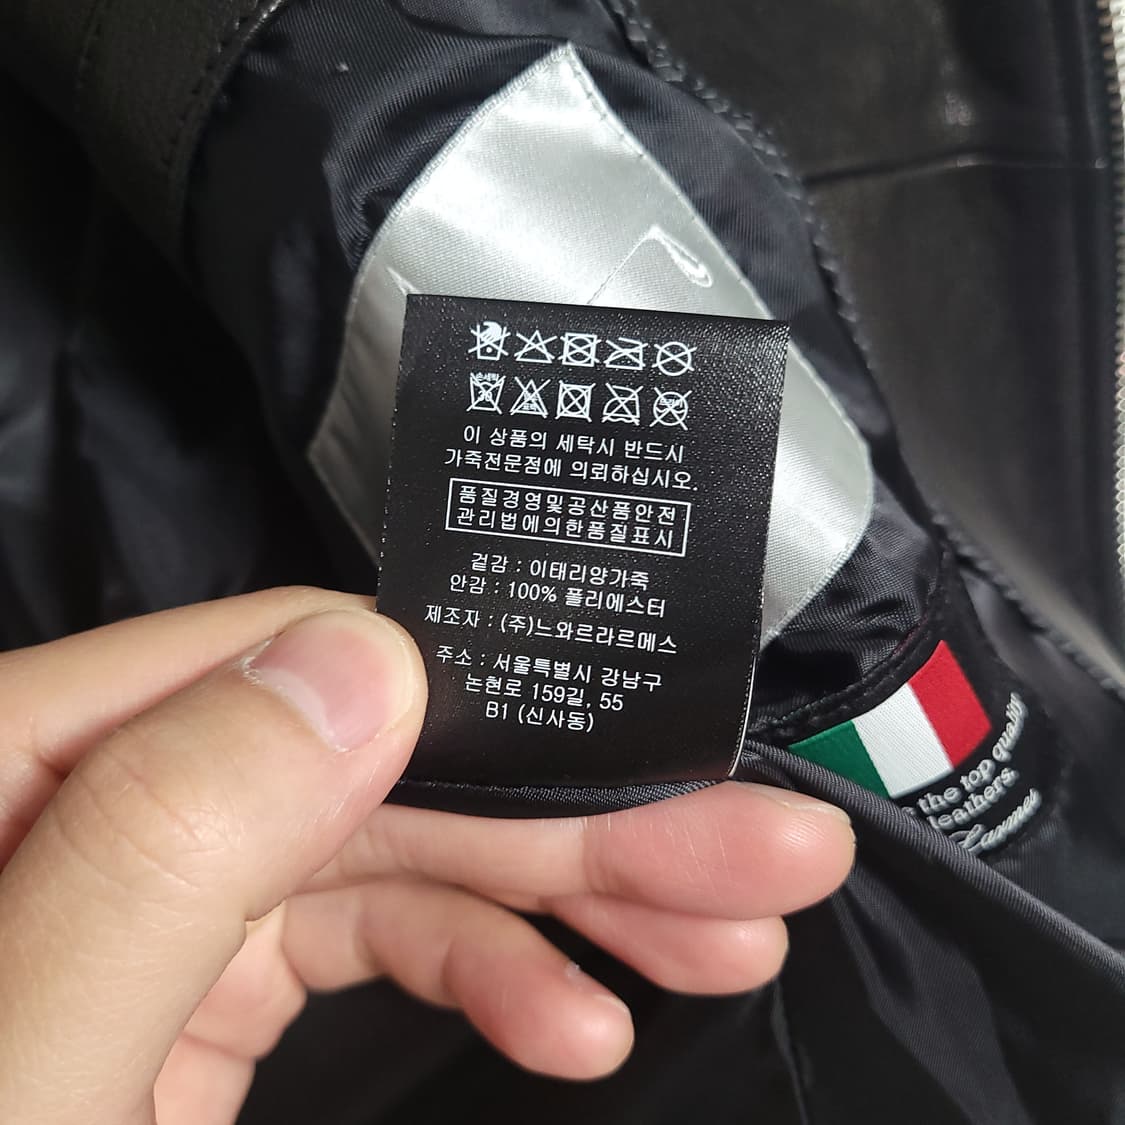 손세탁
30
이 상품의 세탁시 반드시
가죽전문점에 의뢰하십시오.
품질경영및공산품안전
관리법에의한품질표시
겉감 : 이태리양가죽
안감 : 100% 폴리에스터
제조자 : (주)느와르라르메스
주소 : 서울특별시 강남구
논현로 159길, 55
B1 (신사동)
the top quality
leathers.